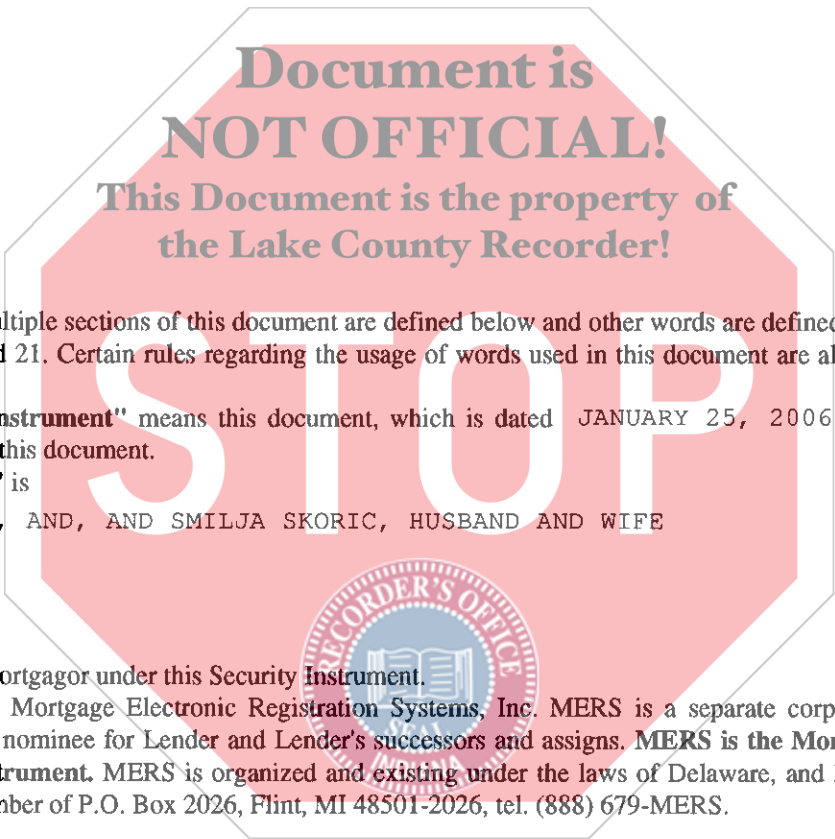 Document is
NOT OFFICIAL!
This Document is the property of
the Lake County Recorder!
ltiple sections of this document are defined below and other words are defined
d 21. Certain rules regarding the usage of words used in this document are al
nstrument" means this document, which is dated JANUARY 25, 2006
this document.
" is
STOP
, AND, AND SMILJA SKORIC, HUSBAND AND WIFE
RECORDER'S OFFICE
ortgagor under this Security Instrument.
Mortgage Electronic Registration Systems, Inc. MERS is a separate corp
nominee for Lender and Lender's successors and assigns. MERS is the Mor
INDIANA
trument. MERS is organized and existing under the laws of Delaware, and
nber of P.O. Box 2026, Flint, MI 48501-2026, tel. (888) 679-MERS.